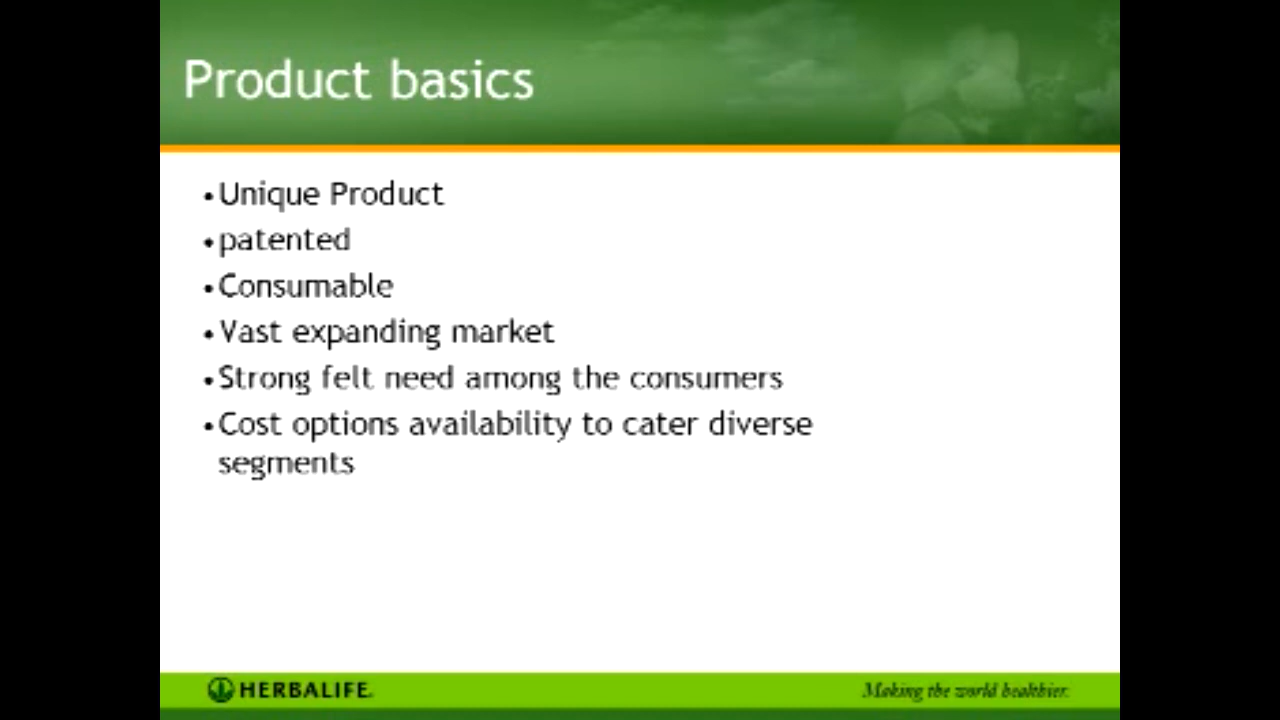 Product basics
•Unique Product
•patented
•Consumable
•Vast expanding market
•Strong felt need among the consumers
•Cost options availability to cater diverse
segments
HERBALIFE. Making the world healthier.